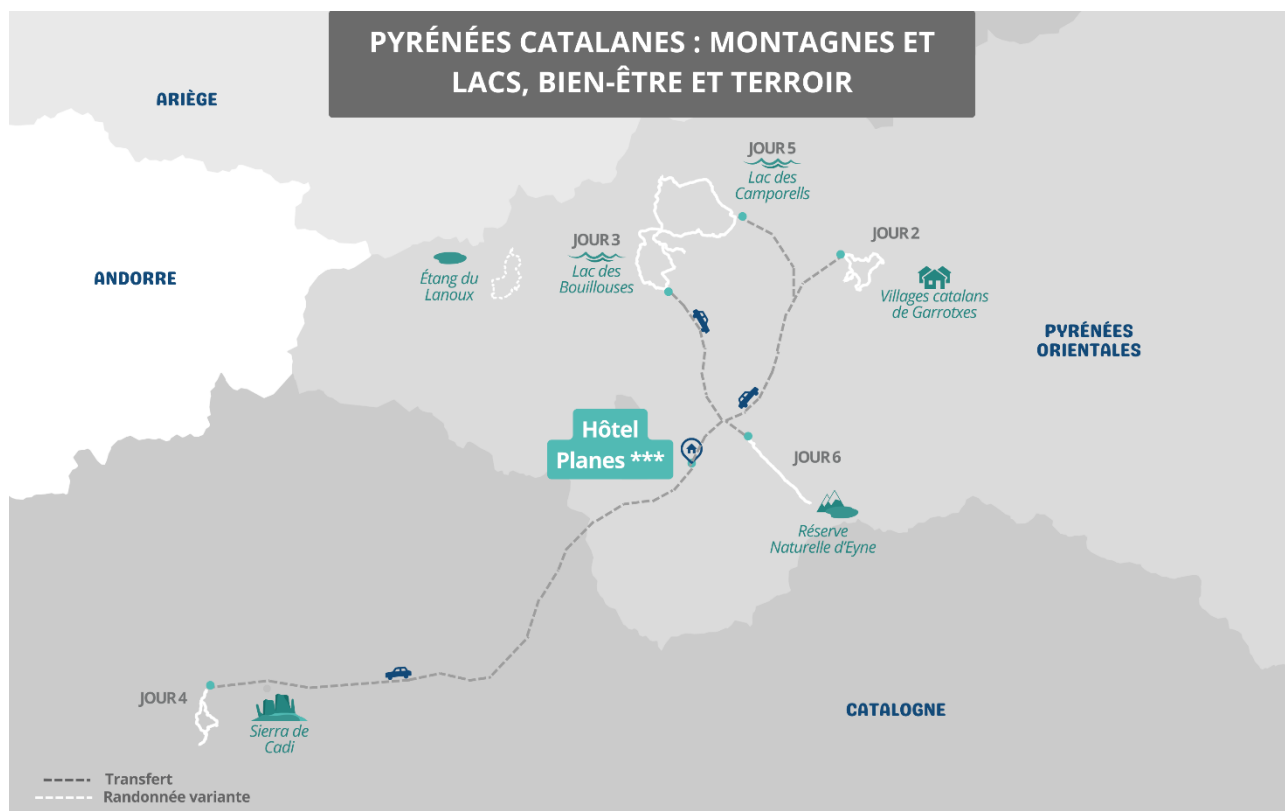 PYRÉNÉES CATALANES : MONTAGNES ET
LACS, BIEN-ÊTRE ET TERROIR
ARIÈGE
JOUR 5
Lac des
Camporells
JOUR 2
Villages catalans
de Garrotxes
JOUR 3
Lac des
Bouillouses
Étang du
Lanoux
ANDORRE
PYRÉNÉES
ORIENTALES
Hôtel
Planes ***
JOUR 6
Réserve
Naturelle d'Eyne
JOUR 4
Sierra de
Cadi
CATALOGNE
Transfert
Randonnée variante